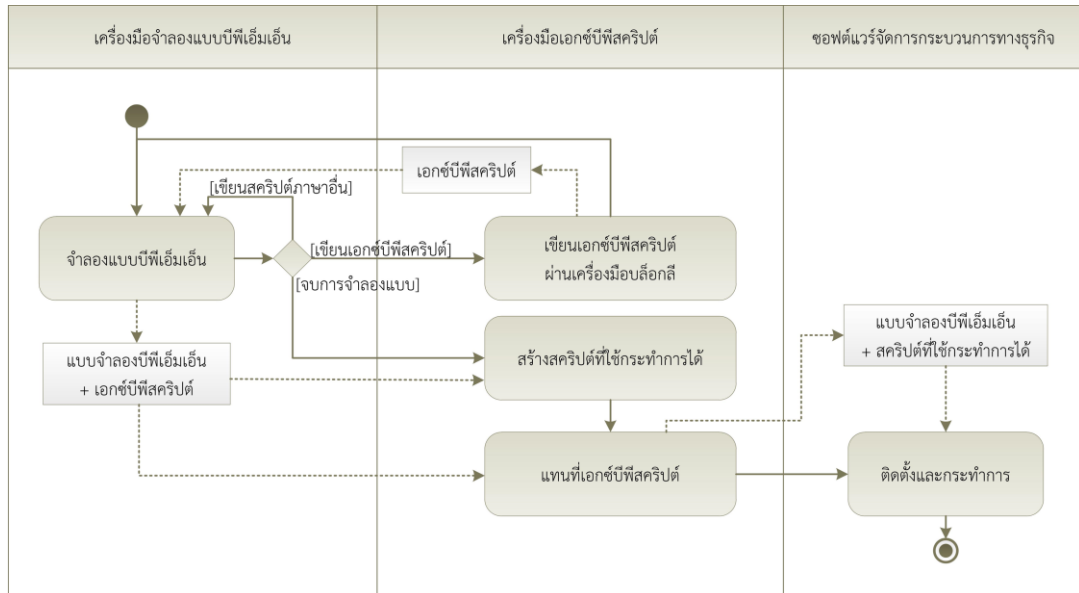 เครื่องมือจำลองแบบบีพีเอ็มเอ็น
เครื่องมือเอกซ์บีพีสคริปต์
ซอฟต์แวร์จัดการกระบวนการทางธุรกิจ
เอกซ์บีพีสคริปต์
[เขียนสคริปต์ภาษาอื่น]
จำลองแบบบีพีเอ็มเอ็น
[เขียนเอกซ์บีพีสคริปต์]
[จบการจำลองแบบ]
เขียนเอกซ์บีพีสคริปต์
ผ่านเครื่องมือบล็อกลี
แบบจำลองบีพีเอ็มเอ็น
+ เอกซ์บีพีสคริปต์
สร้างสคริปต์ที่ใช้กระทำการได้
แบบจำลองบีพีเอ็มเอ็น
+ สคริปต์ที่ใช้กระทำการได้
แทนที่เอกซ์บีพีสคริปต์
ติดตั้งและกระทำการ